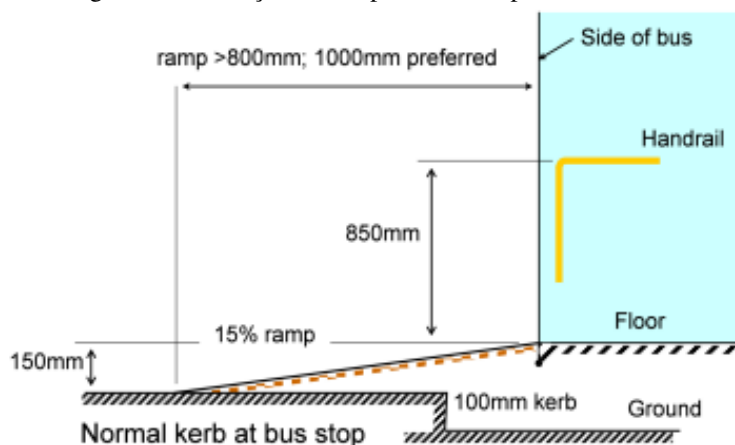 Side of bus
ramp >800mm; 1000mm preferred
Handrail
850mm
15% ramp
Floor
150mm
100mm kerb
Ground
Normal kerb at bus stop